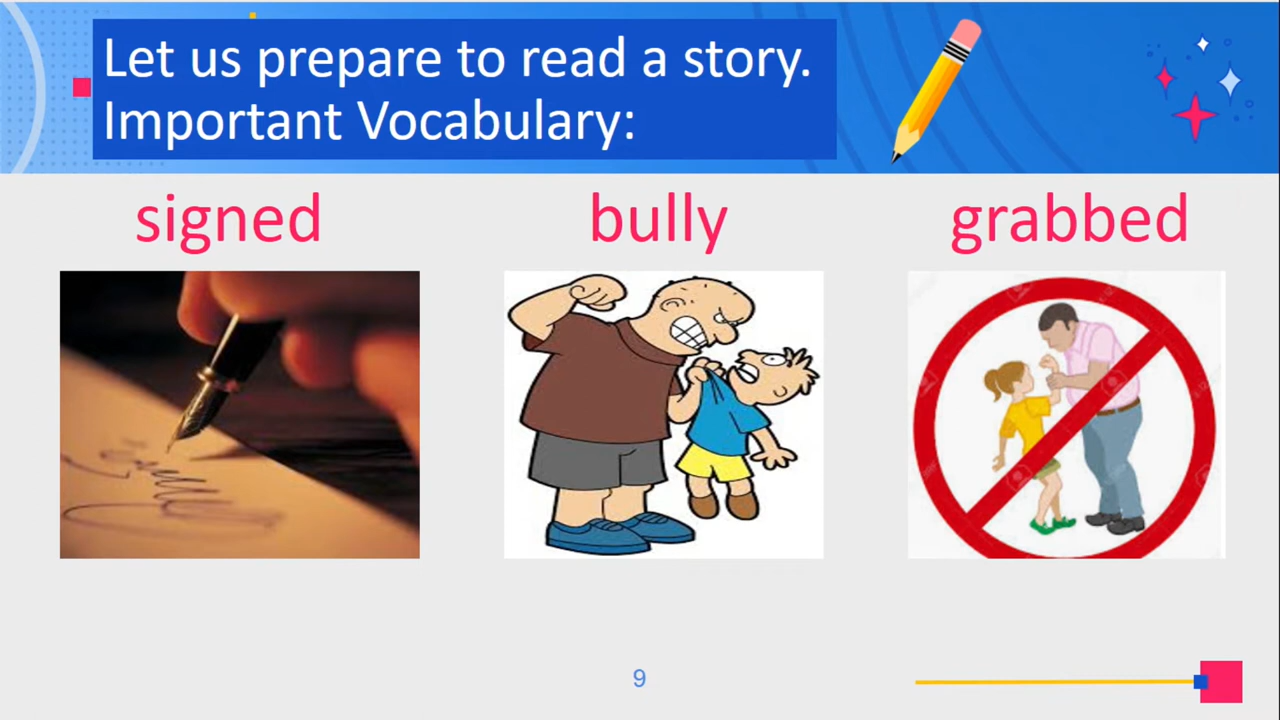 Let us prepare to read a story.
Important Vocabulary:
signed
bully
grabbed
9